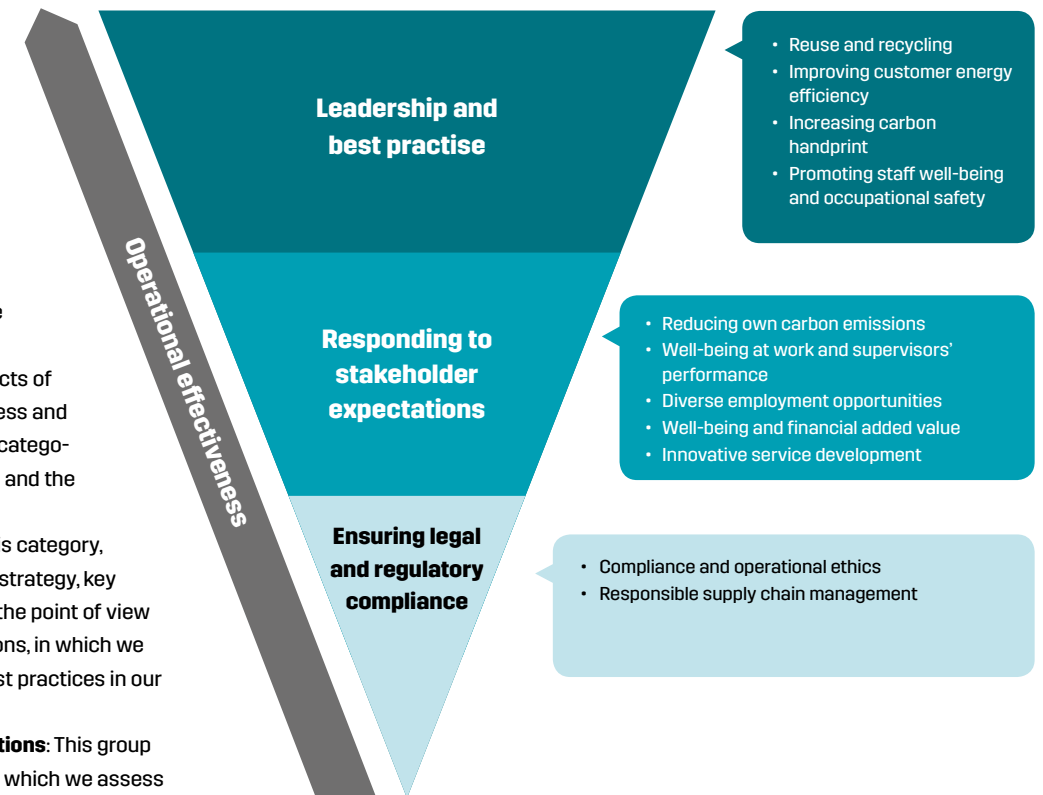 e
cts of
ess and
catego-
and the
is category,
strategy, key
the point of view
ons, in which we
st practices in our
tions: This group
which we assess
Operational effectiveness
Leadership and
best practise
• Reuse and recycling
• Improving customer energy
efficiency
• Increasing carbon
handprint
• Promoting staff well-being
and occupational safety
Responding to
stakeholder
expectations
• Reducing own carbon emissions
• Well-being at work and supervisors'
performance
• Diverse employment opportunities
• Well-being and financial added value
• Innovative service development
Ensuring legal
and regulatory
compliance
• Compliance and operational ethics
• Responsible supply chain management